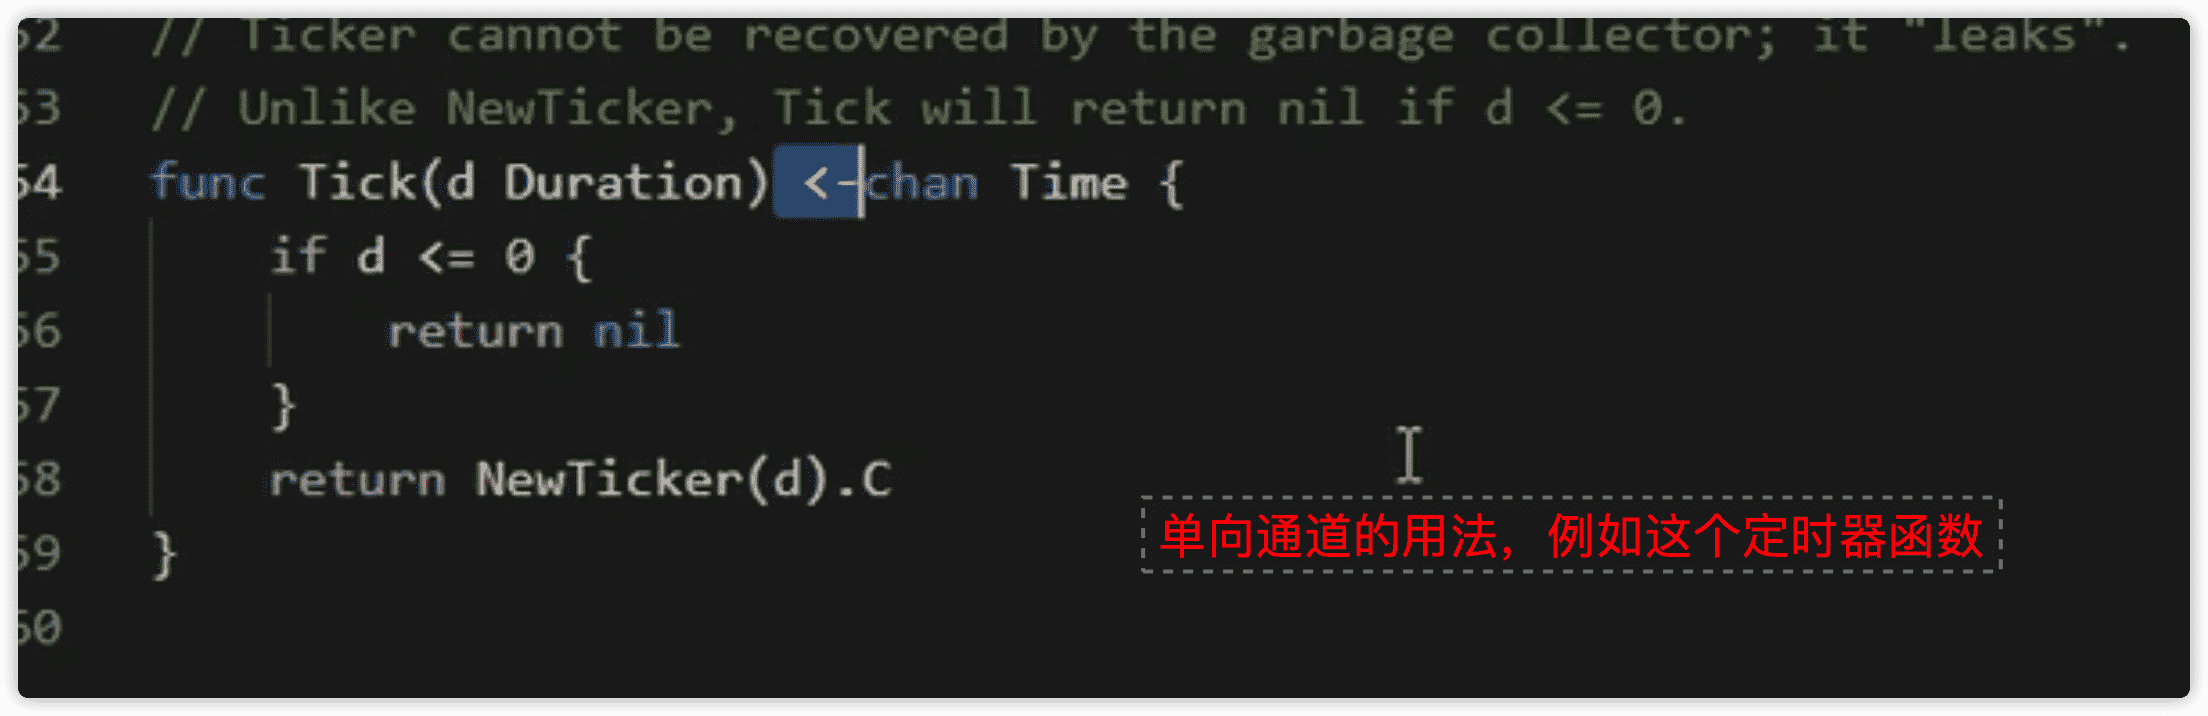 52 // Ticker cannot be recovered by the garbage collector; it "leaks".
53 // Unlike NewTicker, Tick will return nil if d <= 0.
54 func Tick(d Duration) <-chan Time {
55 if d <= 0 {
56 return nil
57 }
58 return NewTicker(d).C
59 }
60
单向通道的用法，例如这个定时器函数